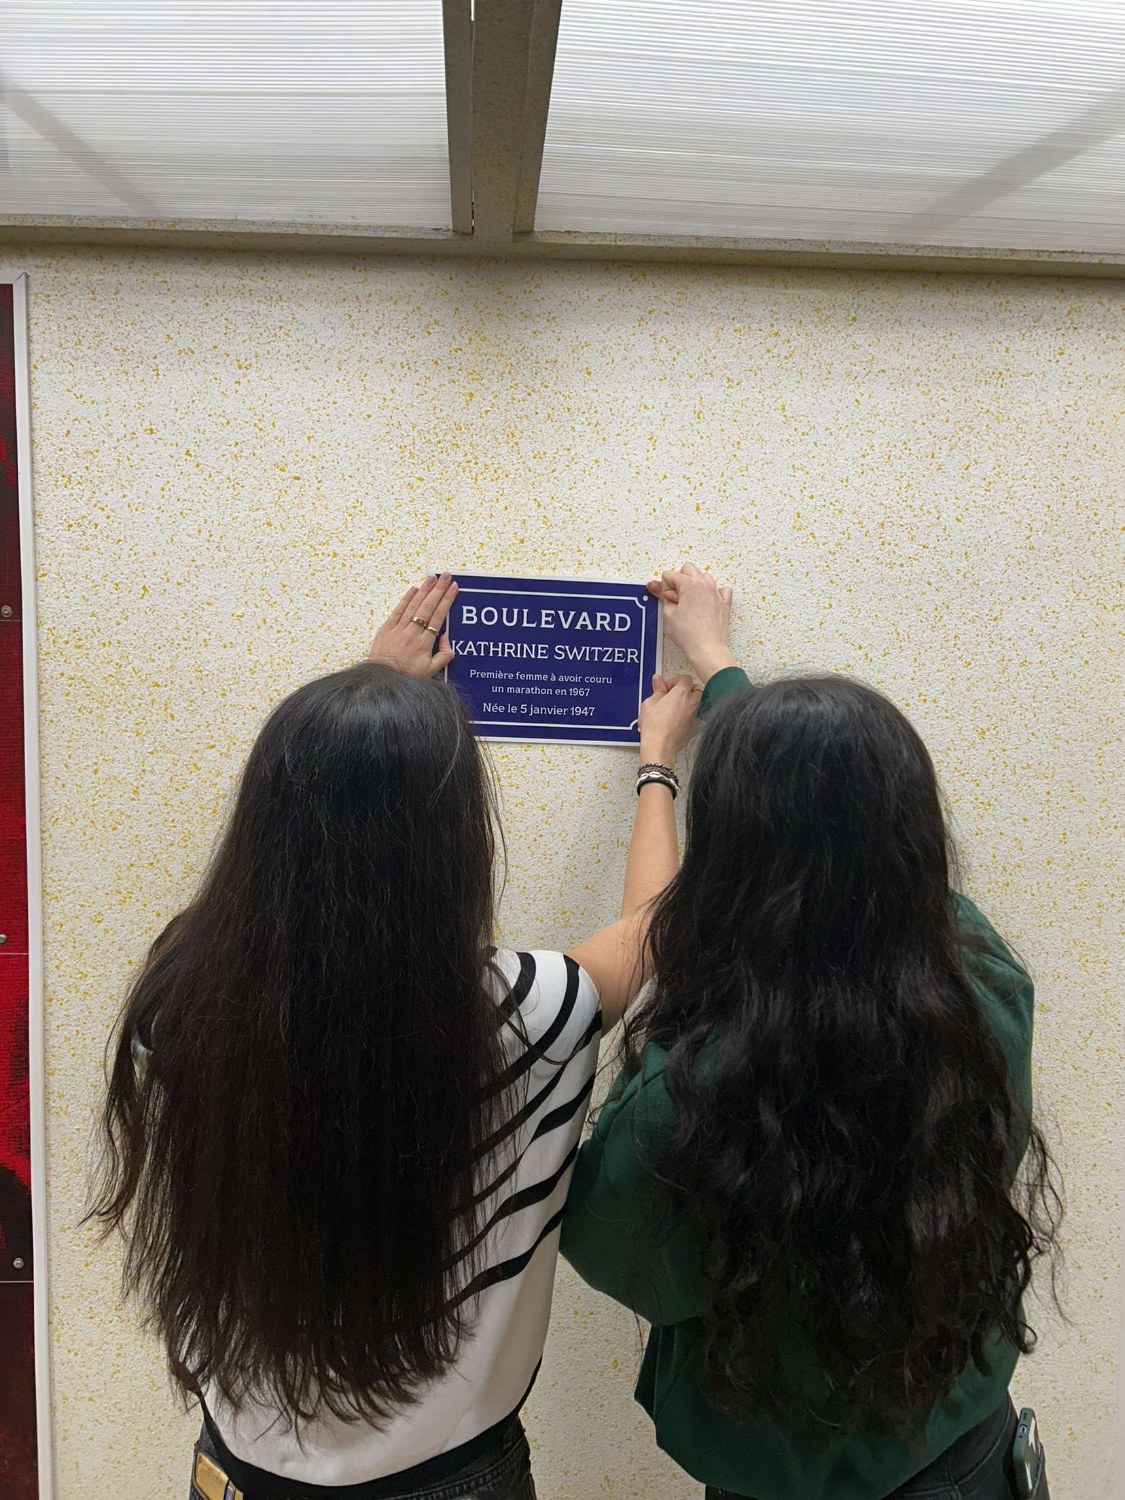 BOULEVARD
KATHRINE SWITZER
Première femme à avoir couru
un marathon en 1967
Née le 5 janvier 1947